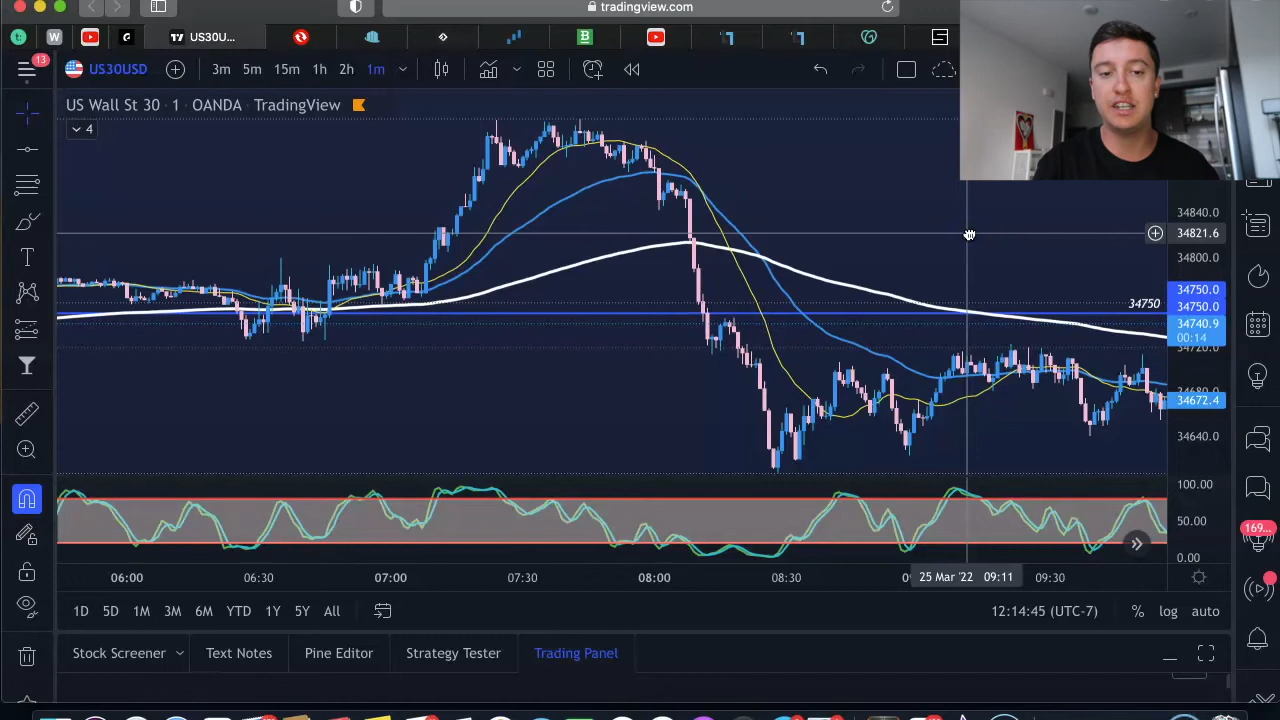 tradingview.com
W
G
US30U...
B
13
US30USD
3m 5m 15m 1h 2h 1m
US Wall St 30 · 1 · OANDA · TradingView
4
34840.0
34821.6
34800.0
34750.0
34750
34750.0
34740.9
00:14
34720.0
34680.0
34672.4
34640.0
100.00
50.00
0.00
169...
06:00 06:30 07:00 07:30 08:00 08:30 25 Mar '22 09:11 09:30
1D 5D 1M 3M 6M YTD 1Y 5Y All
12:14:45 (UTC-7) % log auto
Stock Screener Text Notes Pine Editor Strategy Tester Trading Panel